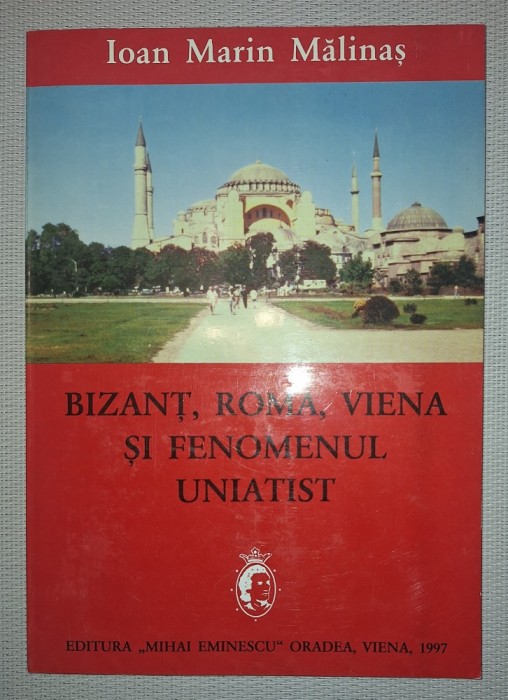 Ioan Marin Mălinaș
BIZANȚ, ROMA, VIENA
ȘI FENOMENUL
UNIATIST
EDITURA „MIHAI EMINESCU“ ORADEA, VIENA, 1997